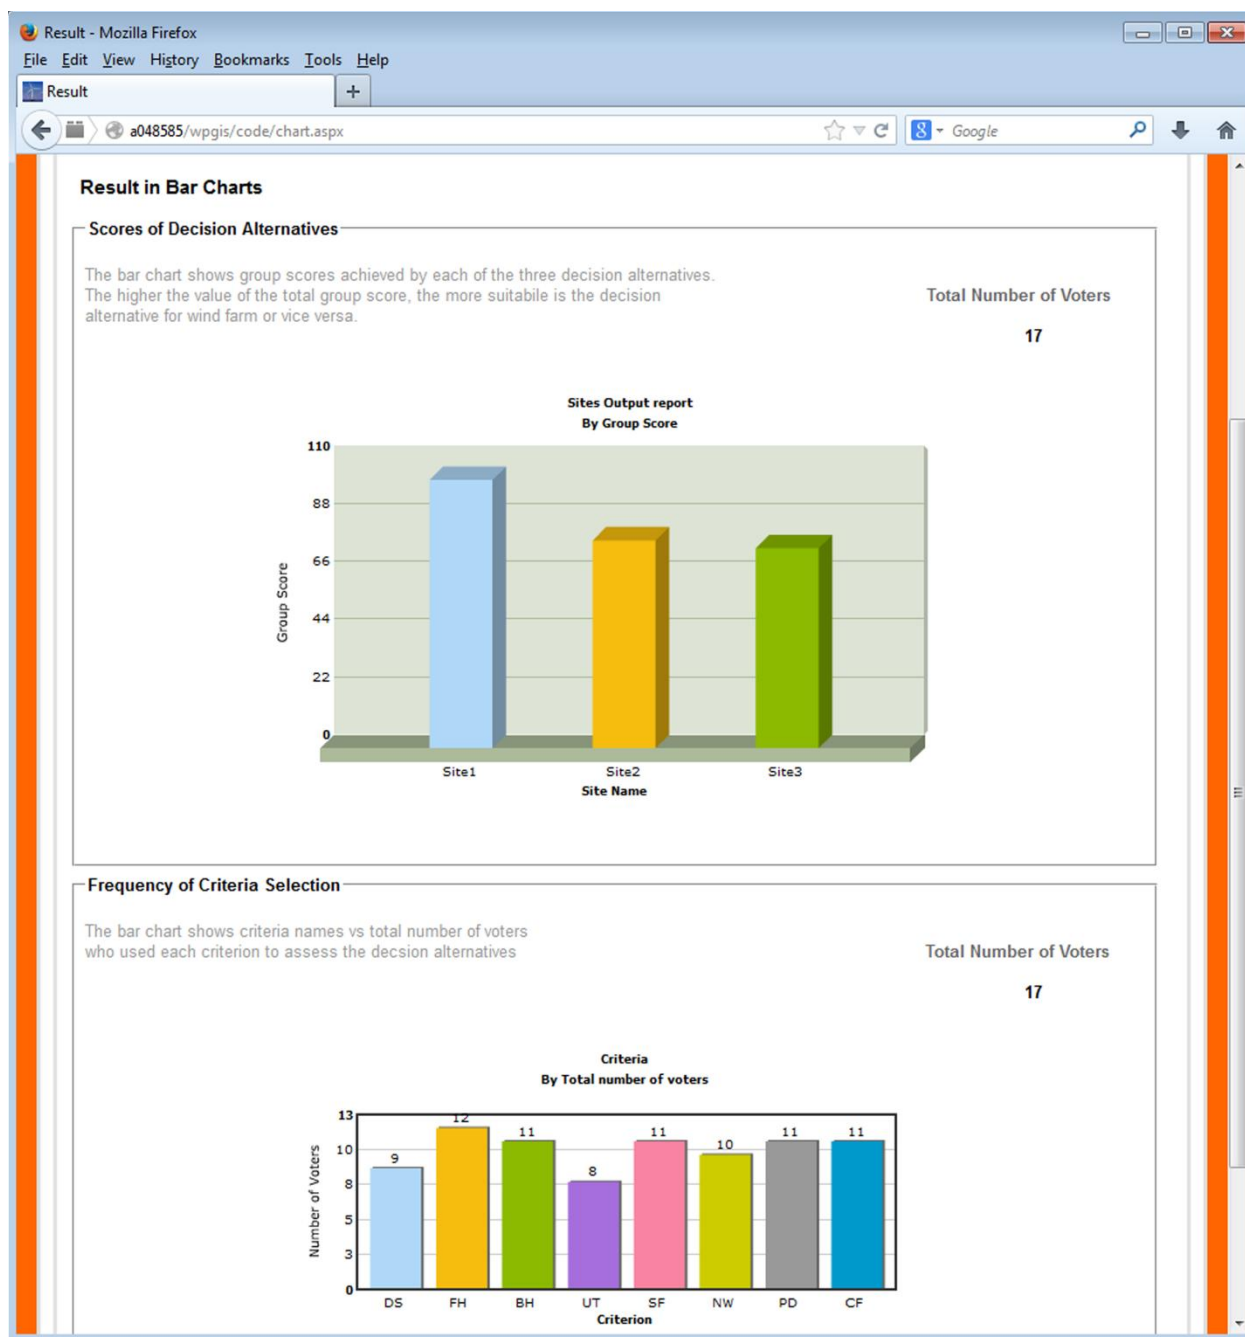 Result - Mozilla Firefox
File Edit View History Bookmarks Tools Help
Result +
a048585/wpgis/code/chart.aspx 8 Google
Result in Bar Charts
Scores of Decision Alternatives
The bar chart shows group scores achieved by each of the three decision alternatives.
The higher the value of the total group score, the more suitabile is the decision
alternative for wind farm or vice versa.
Total Number of Voters
17
Sites Output report
By Group Score
110
88
66
44
22
0
Group Score
Site1 Site2 Site3
Site Name
Frequency of Criteria Selection
The bar chart shows criteria names vs total number of voters
who used each criterion to assess the decsion alternatives
Total Number of Voters
17
Criteria
By Total number of voters
13
10
8
5
3
0
Number of Voters
9 12 11 8 11 10 11 11
DS FH BH UT SF NW PD CF
Criterion